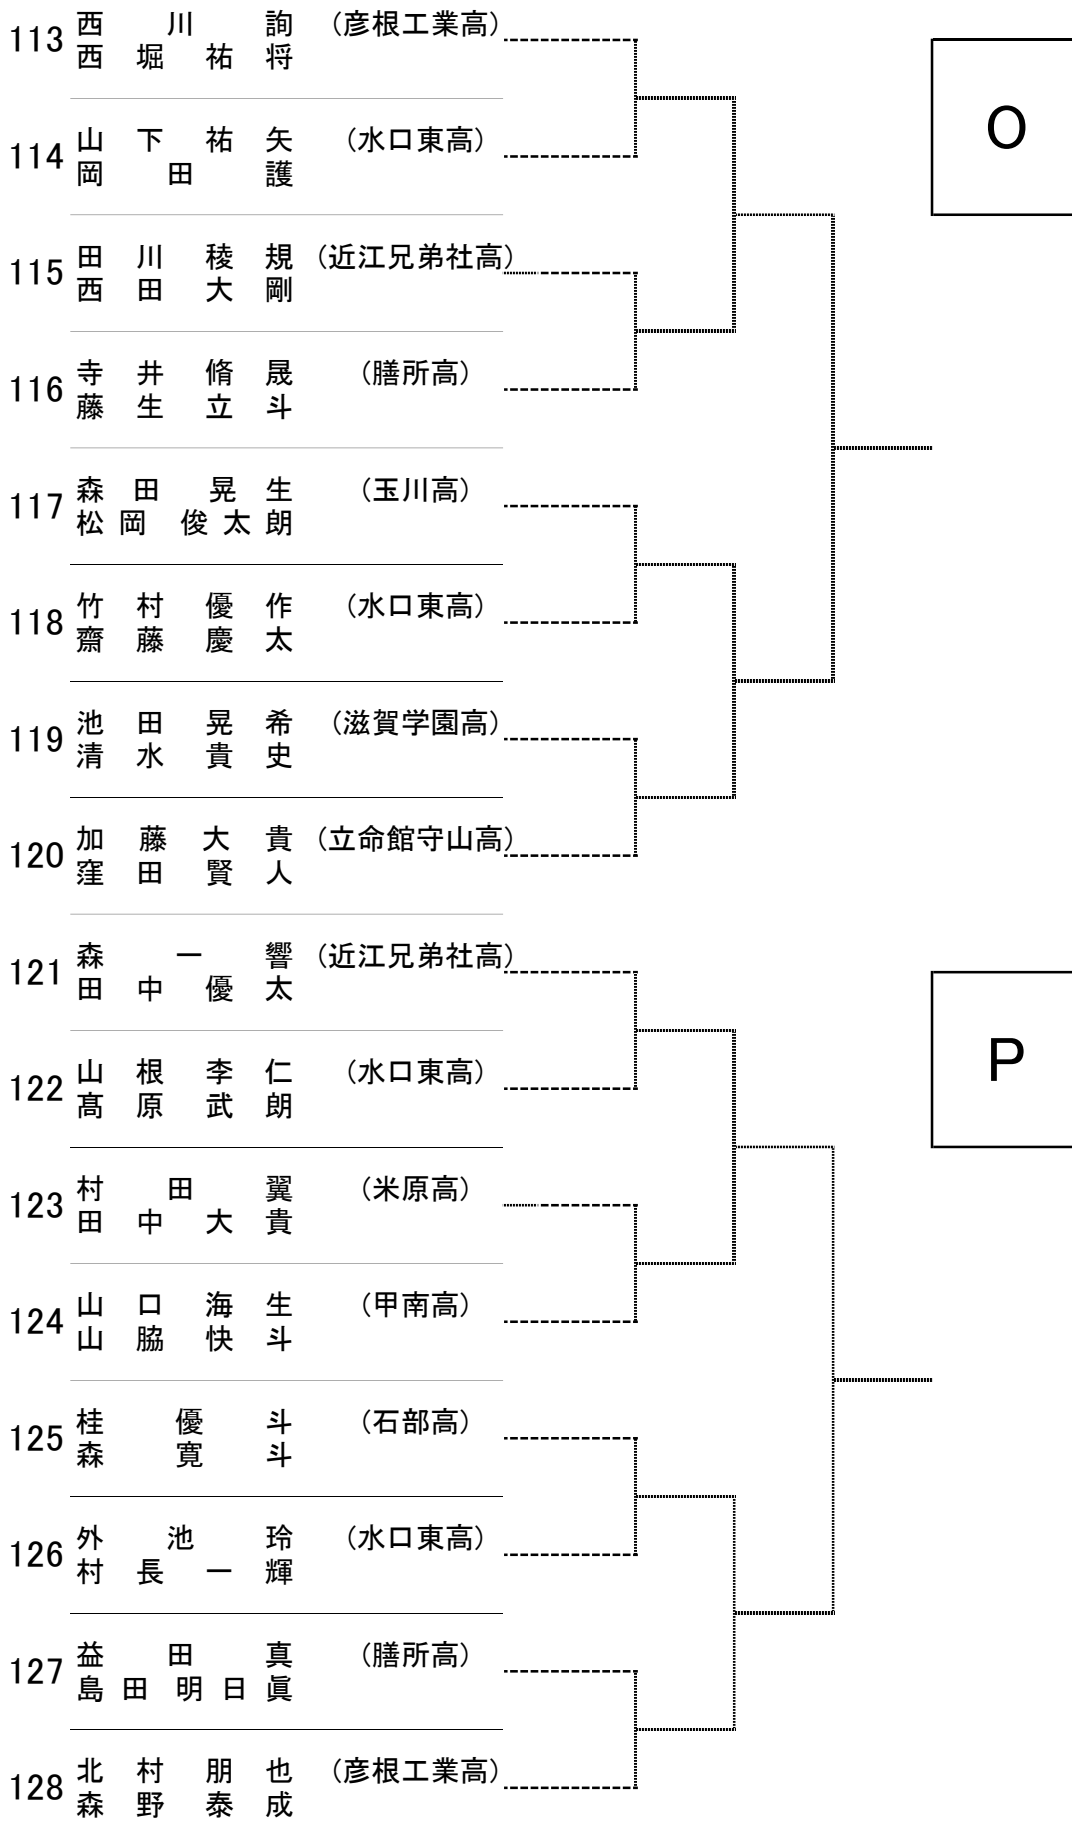 113 西川詢 (彦根工業高)
西堀祐将
O
114 山下祐矢 (水口東高)
岡田護
115 田川稜規 (近江兄弟社高)
西田大剛
116 寺井脩晟 (膳所高)
藤生立斗
117 森田晃生 (玉川高)
松岡俊太朗
118 竹村優作 (水口東高)
齋藤慶太
119 池田晃希 (滋賀学園高)
清水貴史
120 加藤大貴 (立命館守山高)
窪田賢人
121 森一響 (近江兄弟社高)
田中優太
P
122 山根李仁 (水口東高)
髙原武朗
123 村田翼 (米原高)
田中大貴
124 山口海生 (甲南高)
山脇快斗
125 桂優斗 (石部高)
森寛斗
126 外池玲 (水口東高)
村長一輝
127 益田真 (膳所高)
島田明日眞
128 北村朋也 (彦根工業高)
森野泰成